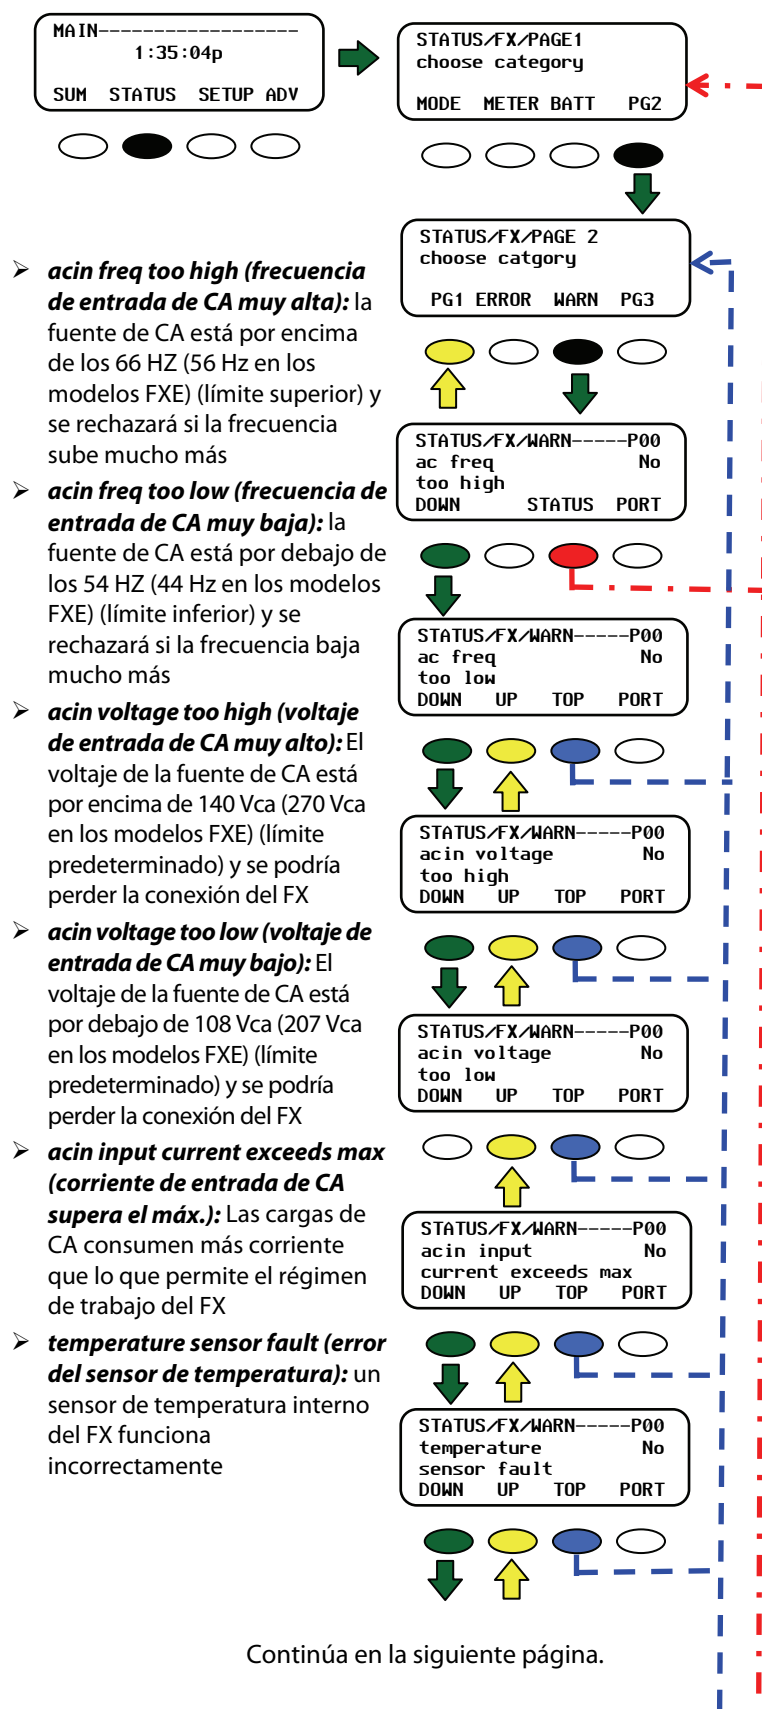 MAIN-------------------
1:35:04p
SUM STATUS SETUP ADV
STATUS/FX/PAGE1
choose category
MODE METER BATT PG2
STATUS/FX/PAGE 2
choose catgory
PG1 ERROR WARN PG3
➢ acin freq too high (frecuencia
de entrada de CA muy alta): la
fuente de CA está por encima
de los 66 HZ (56 Hz en los
modelos FXE) (límite superior) y
se rechazará si la frecuencia
sube mucho más
➢ acin freq too low (frecuencia de
entrada de CA muy baja): la
fuente de CA está por debajo de
los 54 HZ (44 Hz en los modelos
FXE) (límite inferior) y se
rechazará si la frecuencia baja
mucho más
➢ acin voltage too high (voltaje
de entrada de CA muy alto): El
voltaje de la fuente de CA está
por encima de 140 Vca (270 Vca
en los modelos FXE) (límite
predeterminado) y se podría
perder la conexión del FX
➢ acin voltage too low (voltaje de
entrada de CA muy bajo): El
voltaje de la fuente de CA está
por debajo de 108 Vca (207 Vca
en los modelos FXE) (límite
predeterminado) y se podría
perder la conexión del FX
➢ acin input current exceeds max
(corriente de entrada de CA
supera el máx.): Las cargas de
CA consumen más corriente
que lo que permite el régimen
de trabajo del FX
➢ temperature sensor fault (error
del sensor de temperatura): un
sensor de temperatura interno
del FX funciona
incorrectamente
STATUS/FX/WARN-----P00
ac freq No
too high
DOWN STATUS PORT
STATUS/FX/WARN-----P00
ac freq No
too low
DOWN UP TOP PORT
STATUS/FX/WARN-----P00
acin voltage No
too high
DOWN UP TOP PORT
STATUS/FX/WARN-----P00
acin voltage No
too low
DOWN UP TOP PORT
STATUS/FX/WARN-----P00
acin input No
current exceeds max
DOWN UP TOP PORT
STATUS/FX/WARN-----P00
temperature No
sensor fault
DOWN UP TOP PORT
Continúa en la siguiente página.